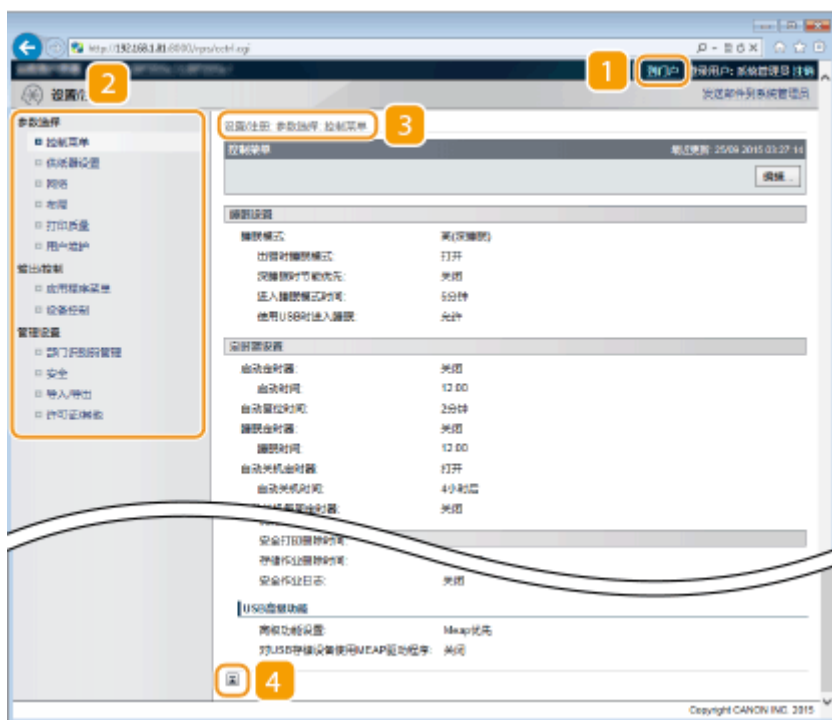 http://192.168.1.81:8000/rps/cctrl.cgi
1
到门户 登录用户: 系统管理员 注销
2
设置/注
发送邮件到系统管理员
参数选择
控制菜单
供纸器设置
网络
布局
打印质量
用户维护
输出/控制
应用程序菜单
设备控制
管理设置
部门识别码管理
安全
导入/导出
许可证/其他
设置/注册: 参数选择: 控制菜单
3
控制菜单
最近更新: 25/09 2015 03:27:14
编辑...
睡眠设置
睡眠模式: 高(深睡眠)
出错时睡眠模式: 打开
深睡眠时节能优先: 关闭
进入睡眠模式时间: 5分钟
使用USB时进入睡眠: 允许
定时器设置
启动定时器: 关闭
启动时间: 12:00
自动复位时间: 2分钟
睡眠定时器: 关闭
睡眠时间: 12:00
自动关机定时器: 打开
自动关机时间: 4小时后
关闭
安全打印删除时间:
存储作业删除时间:
安全作业日志: 关闭
USB高级功能
高级功能设置: Meap优先
对USB存储设备使用MEAP驱动程序: 关闭
4
Copyright CANON INC. 2015